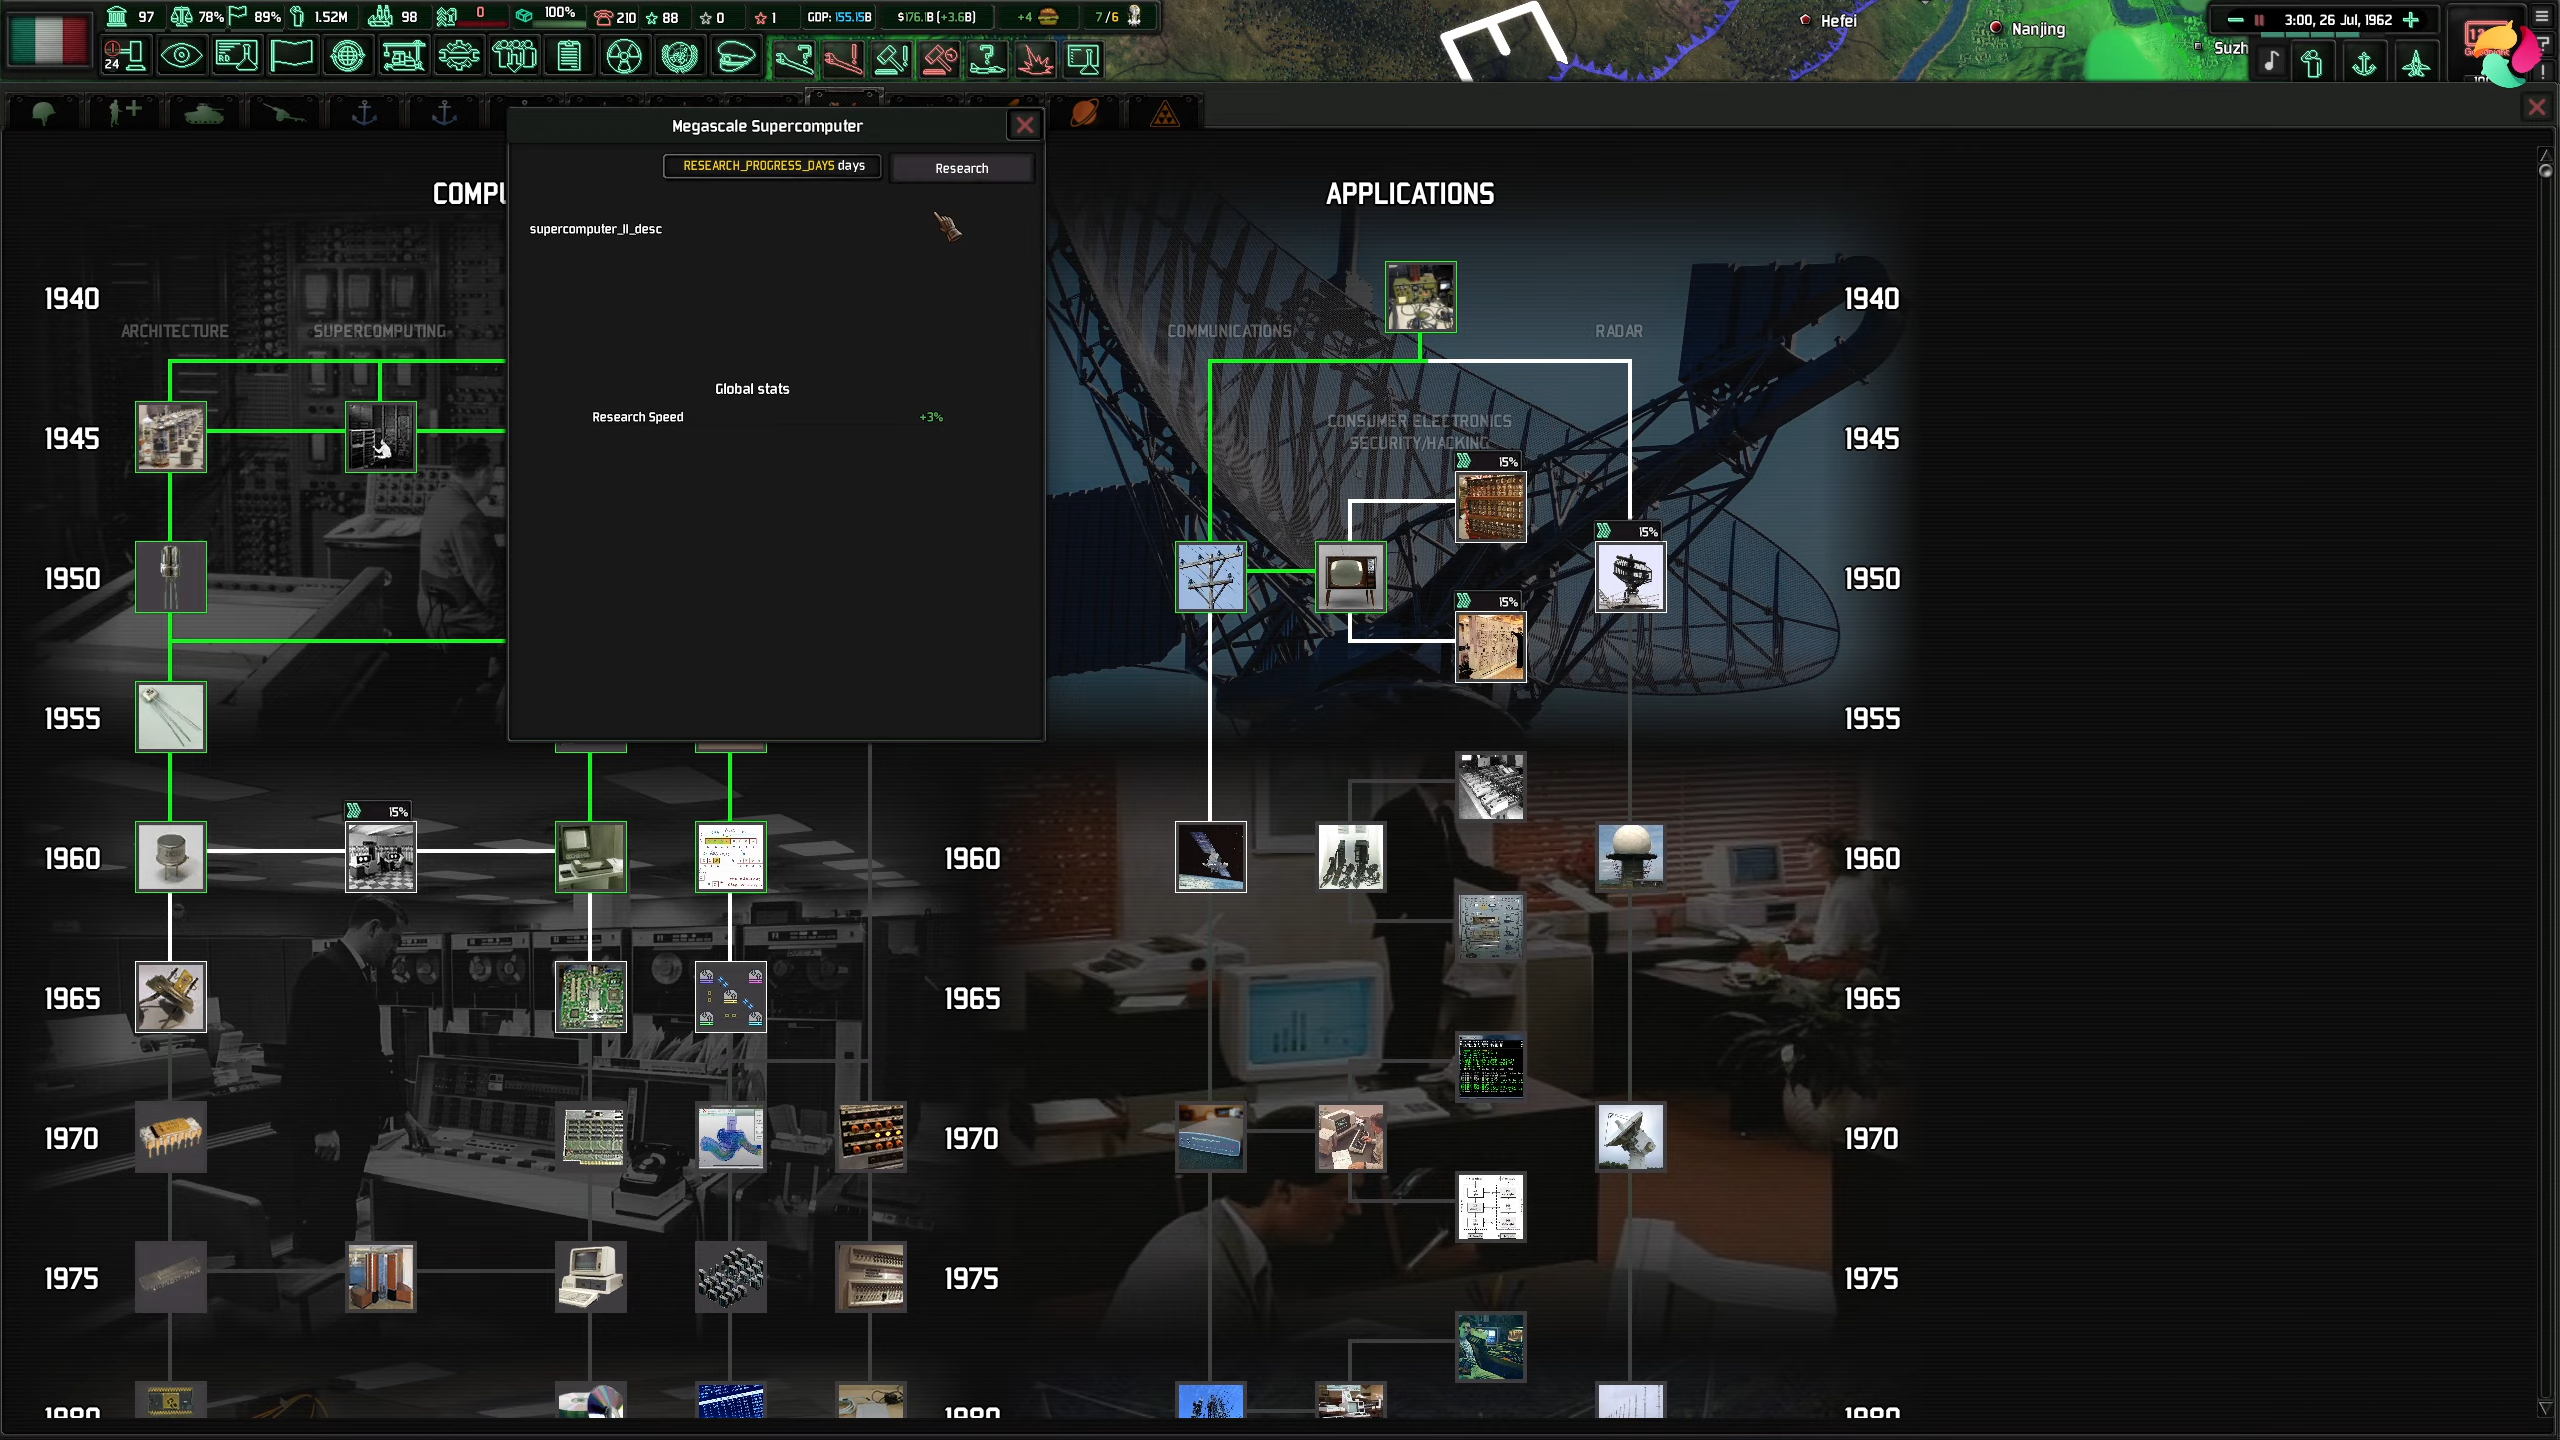 97 78% 89% 1.52M 98 0 100% 210 88 0 1 GDP: 155.15B $176.1B (+3.6B) +4 7/6
3:00, 26 Jul, 1962
24
Hefei
Nanjing
Suzh
Megascale Supercomputer
RESEARCH_PROGRESS_DAYS days
Research
supercomputer_II_desc
Global stats
Research Speed +3%
COMPU
APPLICATIONS
1940 1940
ARCHITECTURE SUPERCOMPUTING COMMUNICATIONS RADAR
CONSUMER ELECTRONICS
SECURITY/HACKING
1945 1945
15%
15%
1950 1950
15%
1955 1955
15%
1960 1960 1960
1965 1965 1965
1970 1970 1970
1975 1975 1975
1980 1980 1980